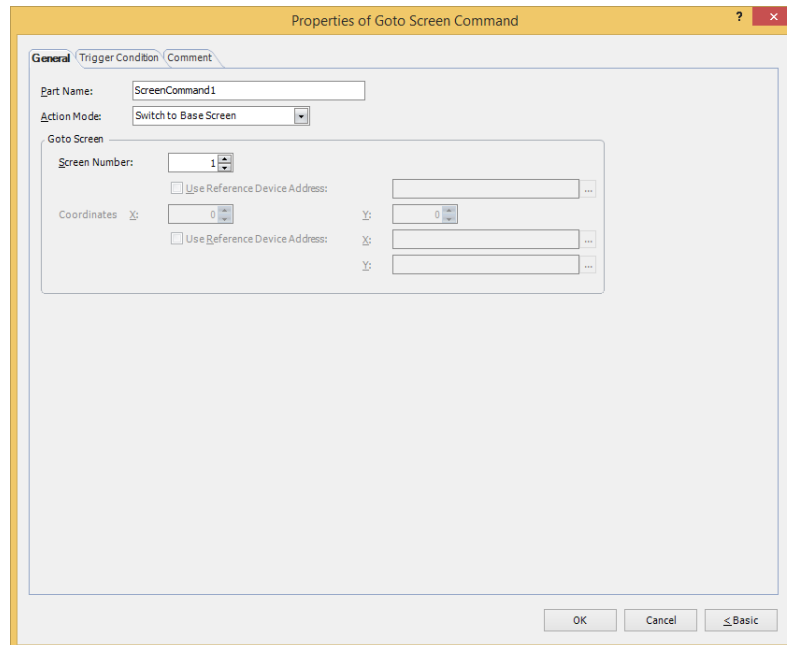 Properties of Goto Screen Command
General Trigger Condition Comment
Part Name: ScreenCommand1
Action Mode: Switch to Base Screen
Goto Screen
Screen Number: 1
Use Reference Device Address: ...
Coordinates X: 0 Y: 0
Use Reference Device Address: X: ...
Y: ...
OK Cancel < Basic